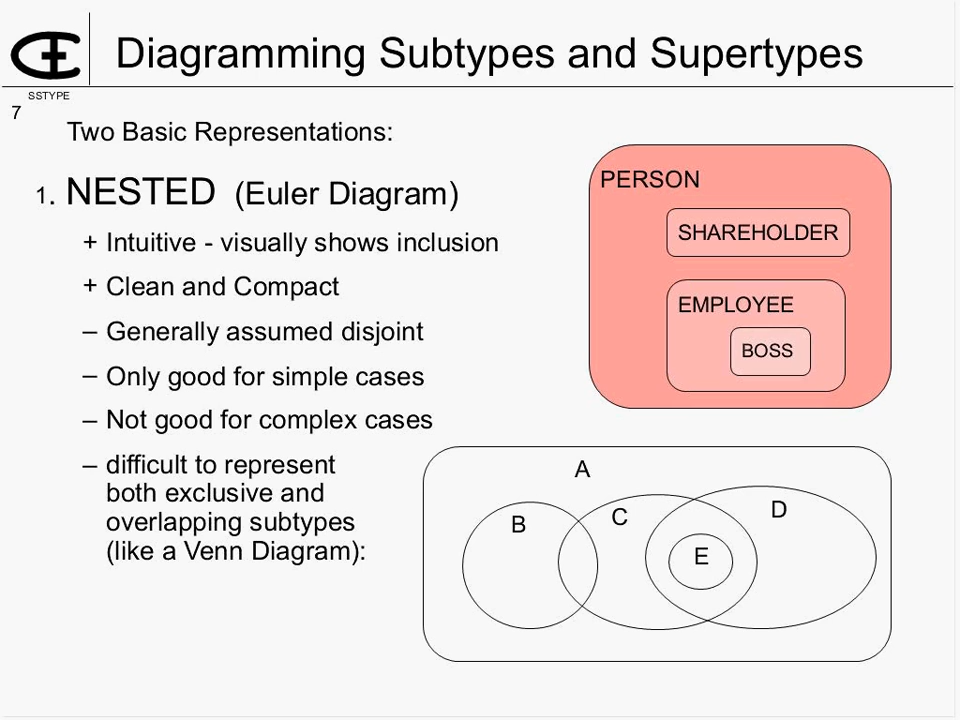 Diagramming Subtypes and Supertypes
SSTYPE
7
Two Basic Representations:
1. NESTED (Euler Diagram)
+ Intuitive - visually shows inclusion
+ Clean and Compact
– Generally assumed disjoint
– Only good for simple cases
– Not good for complex cases
– difficult to represent
both exclusive and
overlapping subtypes
(like a Venn Diagram):
PERSON
SHAREHOLDER
EMPLOYEE
BOSS
A
B
C
D
E